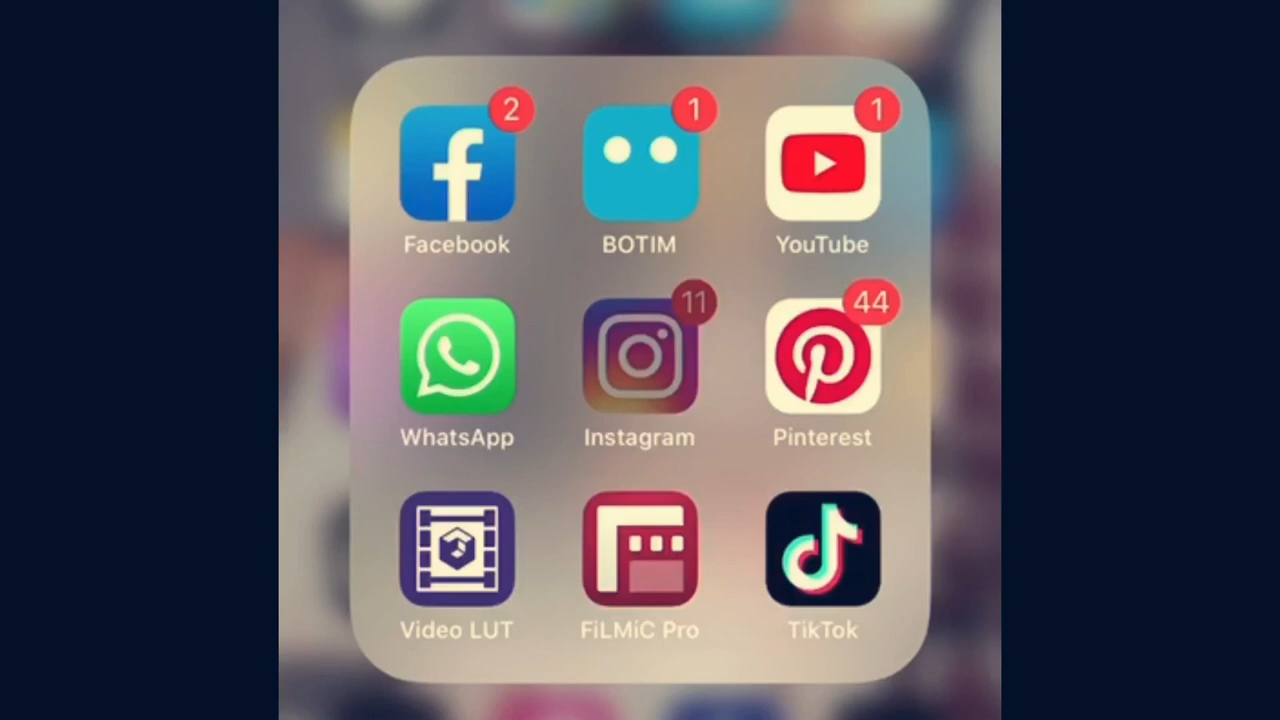 2 1 1
Facebook BOTIM YouTube
11 44
WhatsApp Instagram Pinterest
Video LUT FiLMiC Pro TikTok